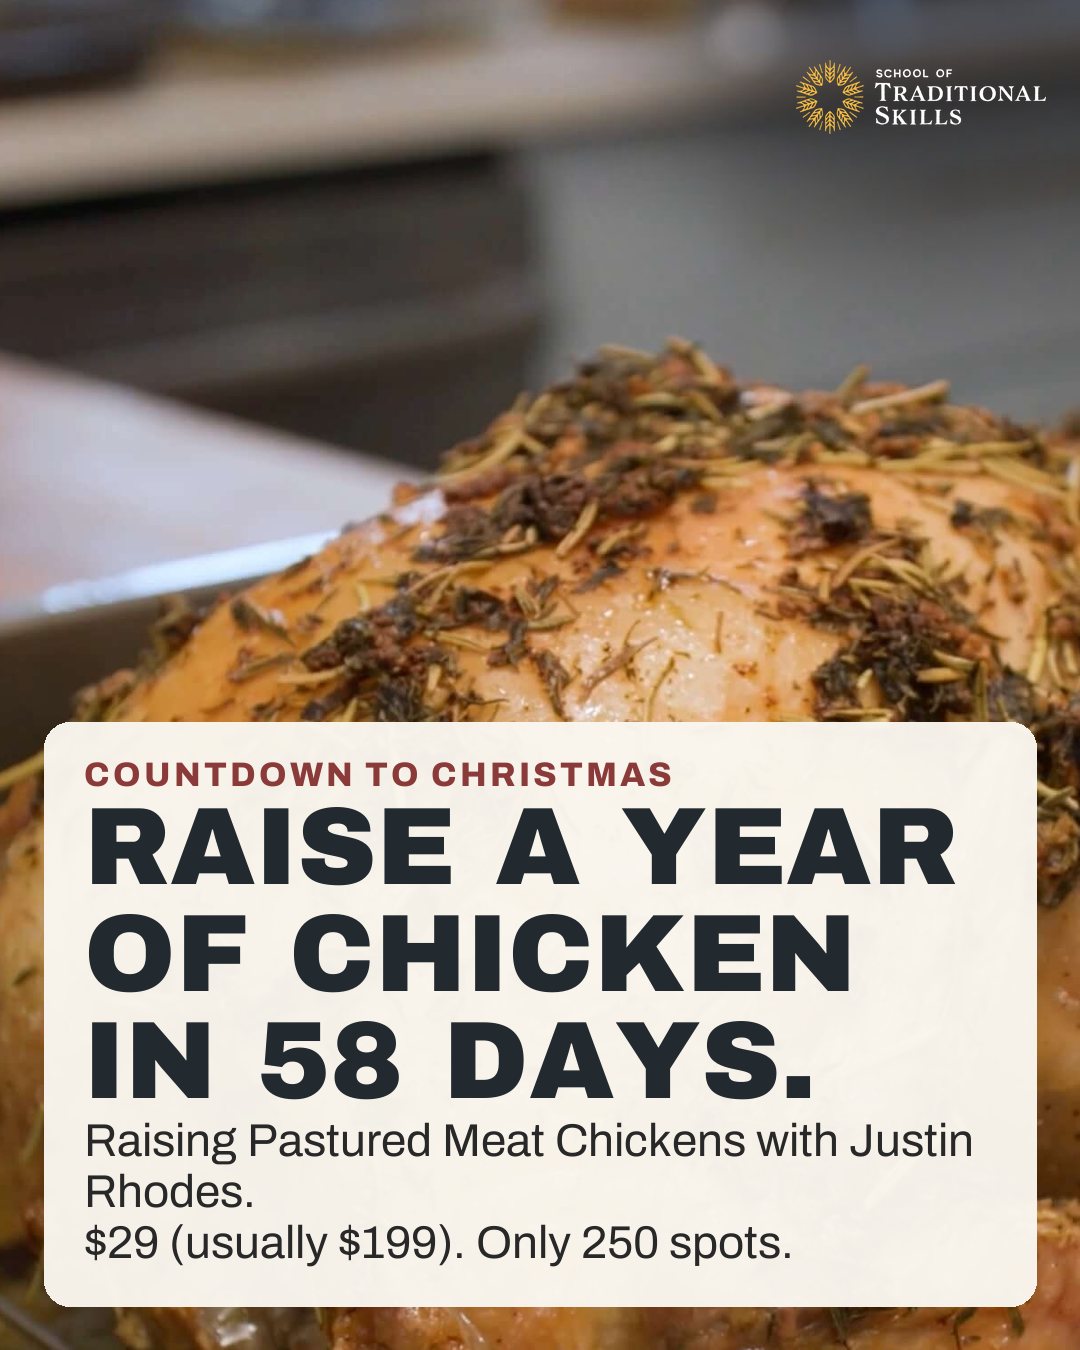 SCHOOL OF
TRADITIONAL
SKILLS
COUNTDOWN TO CHRISTMAS
RAISE A YEAR
OF CHICKEN
IN 58 DAYS.
Raising Pastured Meat Chickens with Justin
Rhodes.
$29 (usually $199). Only 250 spots.